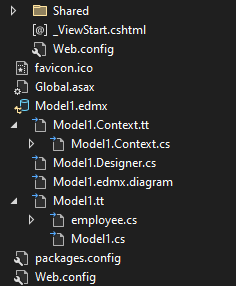 Shared
_ViewStart.cshtml
Web.config
favicon.ico
Global.asax
Model1.edmx
Model1.Context.tt
Model1.Context.cs
Model1.Designer.cs
Model1.edmx.diagram
Model1.tt
employee.cs
Model1.cs
packages.config
Web.config